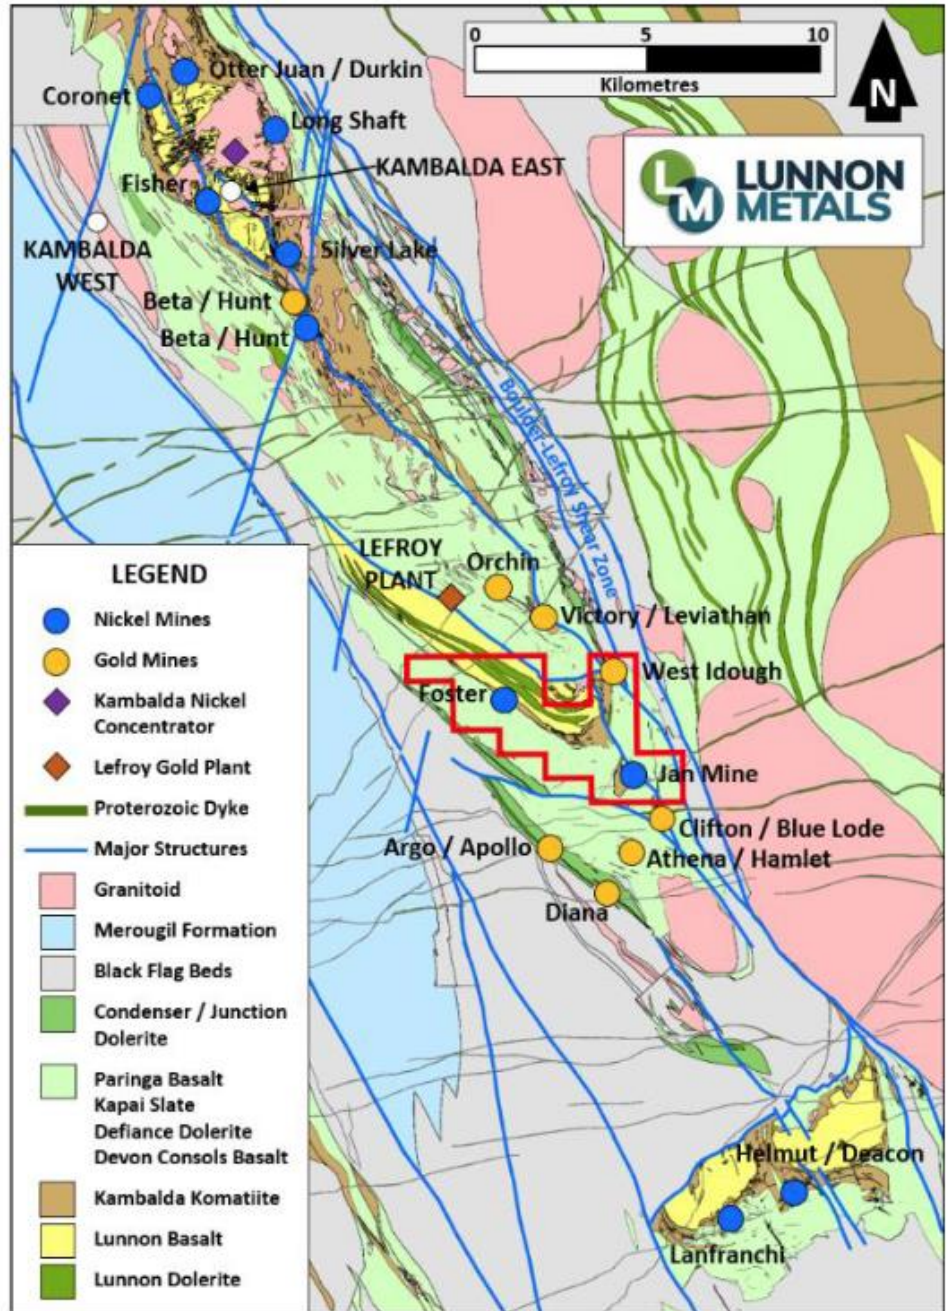 0 5 10
Kilometres
N
LM LUNNON
METALS
Otter Juan / Durkin
Coronet
Long Shaft
KAMBALDA EAST
Fisher
KAMBALDA
WEST
Silver Lake
Beta / Hunt
Beta / Hunt
Boulder-Lefroy Shear Zone
LEFROY
PLANT
Orchin
Victory / Leviathan
West Idough
Foster
Jan Mine
Clifton / Blue Lode
Argo / Apollo
Athena / Hamlet
Diana
Helmut / Deacon
Lanfranchi
LEGEND
Nickel Mines
Gold Mines
Kambalda Nickel
Concentrator
Lefroy Gold Plant
Proterozoic Dyke
Major Structures
Granitoid
Merougil Formation
Black Flag Beds
Condenser / Junction
Dolerite
Paringa Basalt
Kapai Slate
Defiance Dolerite
Devon Consols Basalt
Kambalda Komatiite
Lunnon Basalt
Lunnon Dolerite